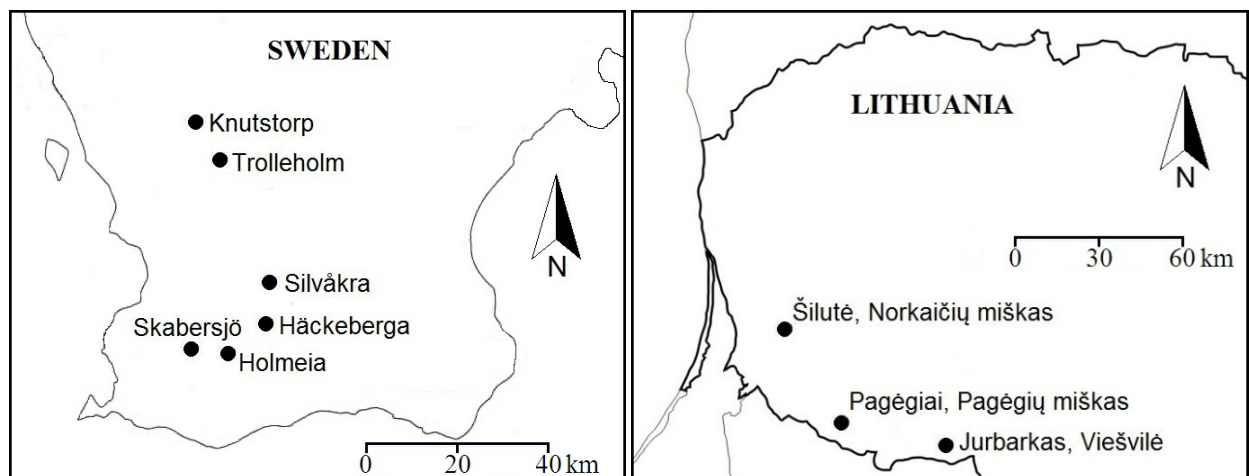 SWEDEN
Knutstorp
Trolleholm
N
Silvåkra
Skabersjö
Häckeberga
Holmeia
0 20 40 km
LITHUANIA
N
0 30 60 km
Šilutė, Norkaičių miškas
Pagėgiai, Pagėgių miškas
Jurbarkas, Viešvilė